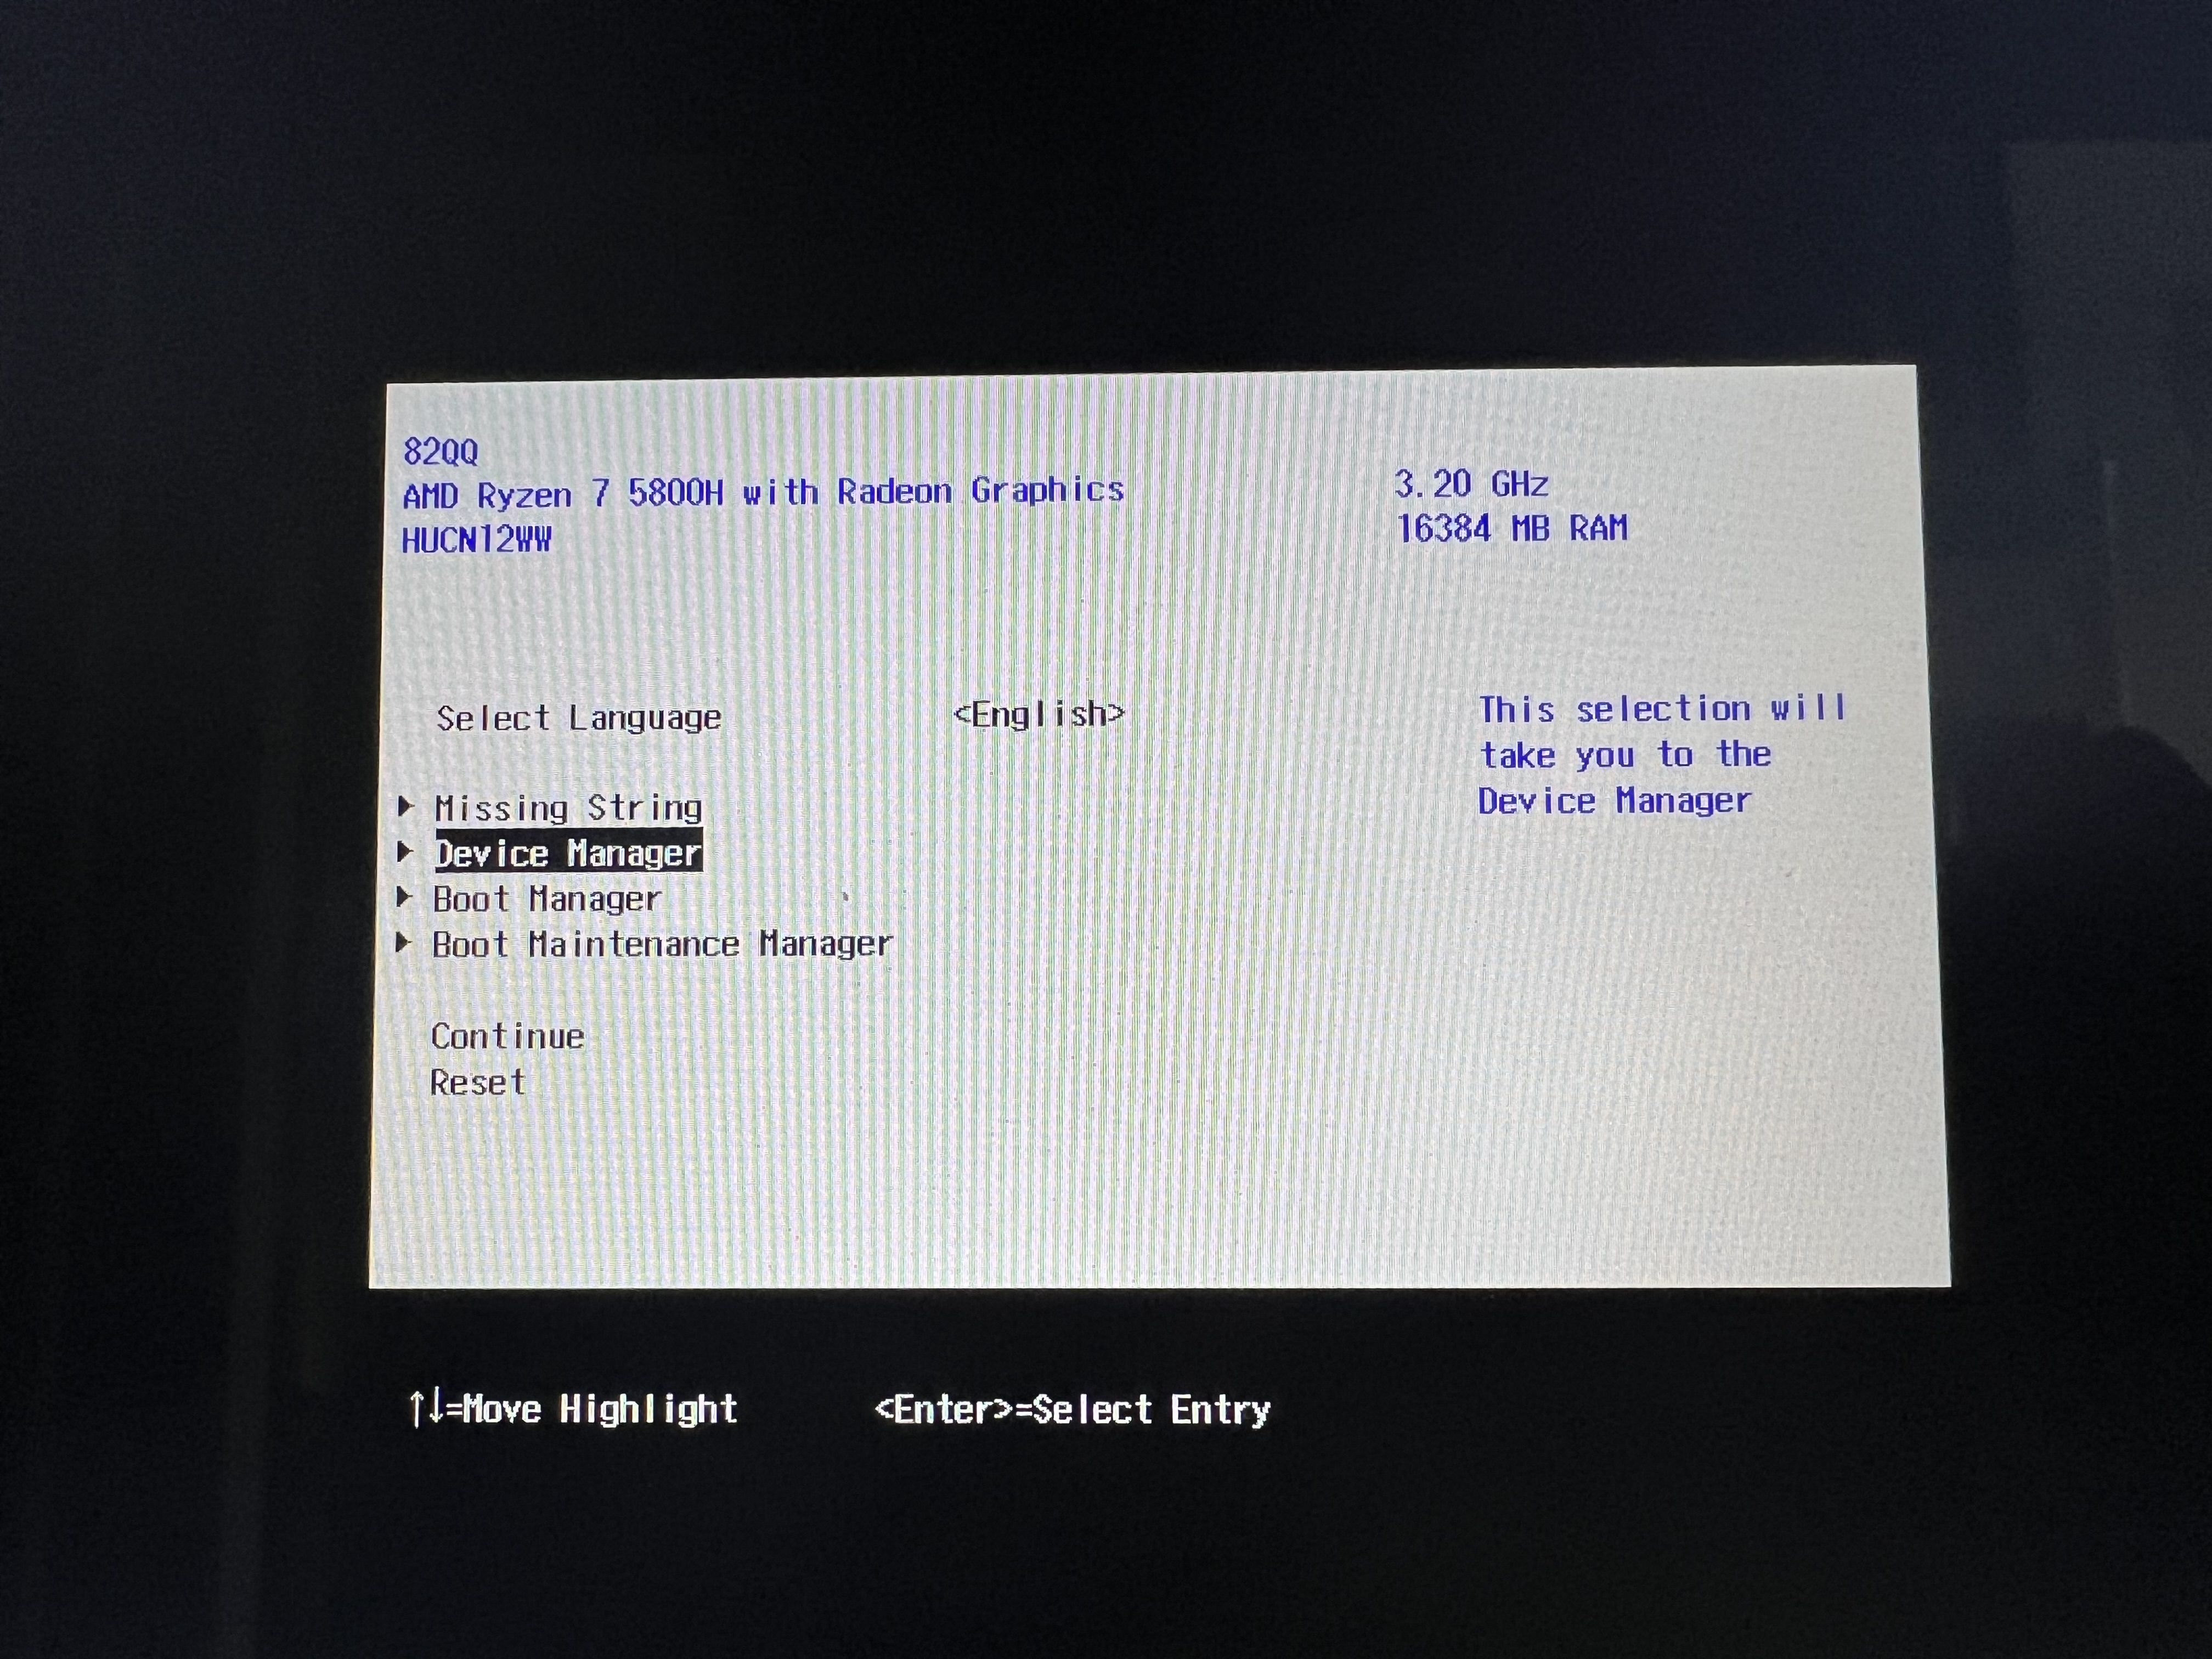 82QQ
AMD Ryzen 7 5800H with Radeon Graphics 3.20 GHz
HUCN12WW 16384 MB RAM
Select Language <English> This selection will
take you to the
Missing String Device Manager
Device Manager
Boot Manager
Boot Maintenance Manager
Continue
Reset
↑↓=Move Highlight <Enter>=Select Entry